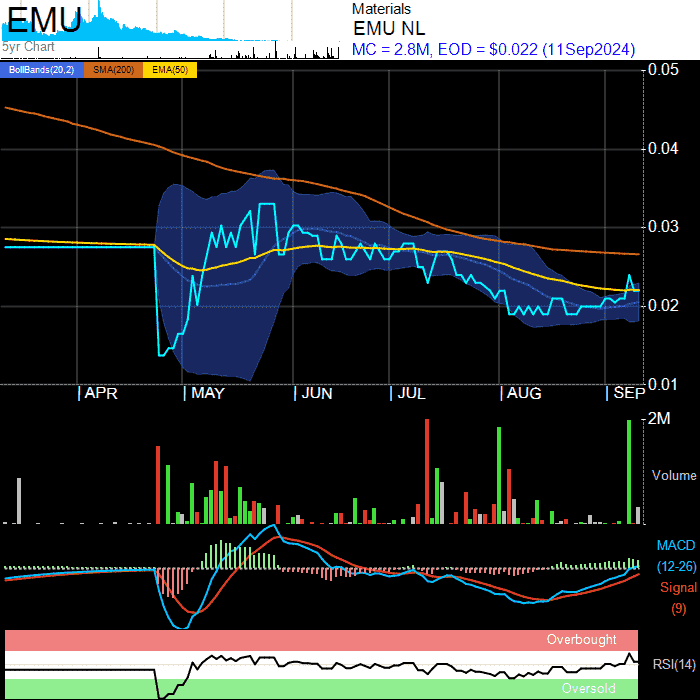 EMU
5yr Chart
Materials
EMU NL
MC = 2.8M, EOD = $0.022 (11Sep2024)
BollBands(20,2) SMA(200) EMA(50)
0.05
0.04
0.03
0.02
0.01
APR MAY JUN JUL AUG SEP
2M
Volume
MACD
(12-26)
Signal
(9)
Overbought
RSI(14)
Oversold